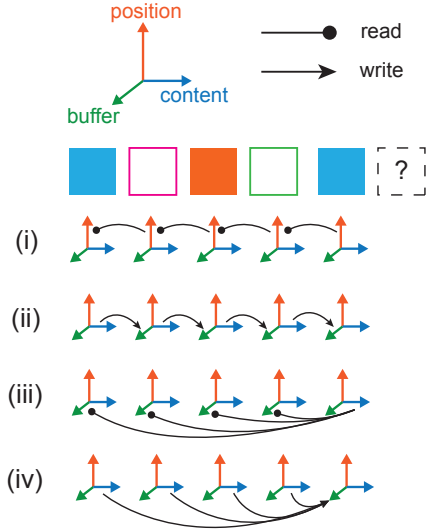 position
read
write
content
buffer
?
(i)
(ii)
(iii)
(iv)